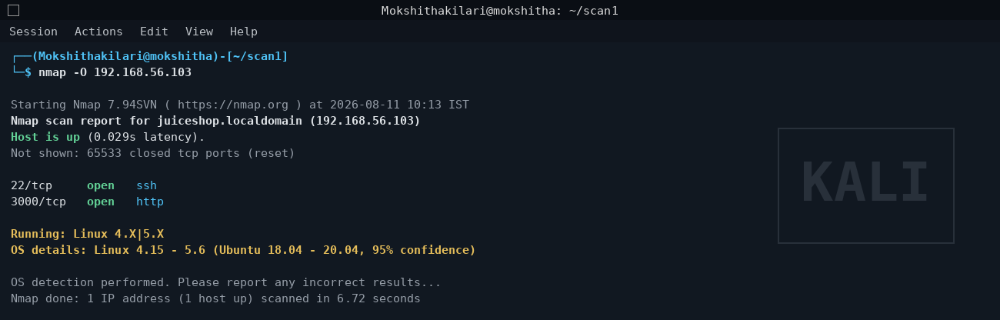 Mokshithakilari@mokshitha: ~/scan1
Session Actions Edit View Help
┌──(Mokshithakilari@mokshitha)-[~/scan1]
└─$ nmap -O 192.168.56.103
Starting Nmap 7.94SVN ( https://nmap.org ) at 2026-08-11 10:13 IST
Nmap scan report for juiceshop.localdomain (192.168.56.103)
Host is up (0.029s latency).
Not shown: 65533 closed tcp ports (reset)
22/tcp     open   ssh
3000/tcp   open   http
KALI
Running: Linux 4.X|5.X
OS details: Linux 4.15 - 5.6 (Ubuntu 18.04 - 20.04, 95% confidence)
OS detection performed. Please report any incorrect results...
Nmap done: 1 IP address (1 host up) scanned in 6.72 seconds